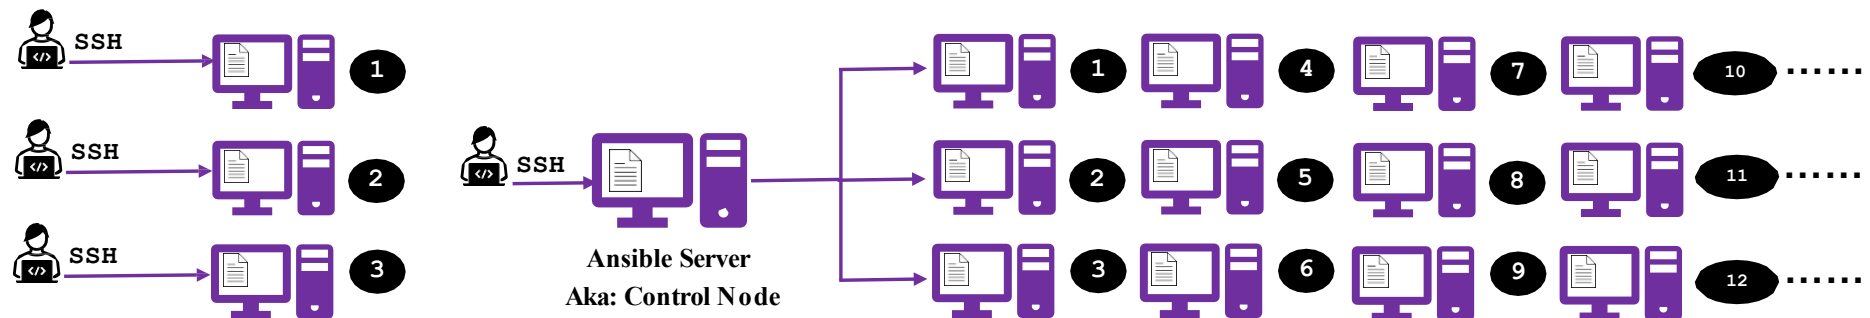 SSH
1
SSH
2
SSH
3
SSH
Ansible Server
Aka: Control Node
1 4 7 10 ......
2 5 8 11 ......
3 6 9 12 ......